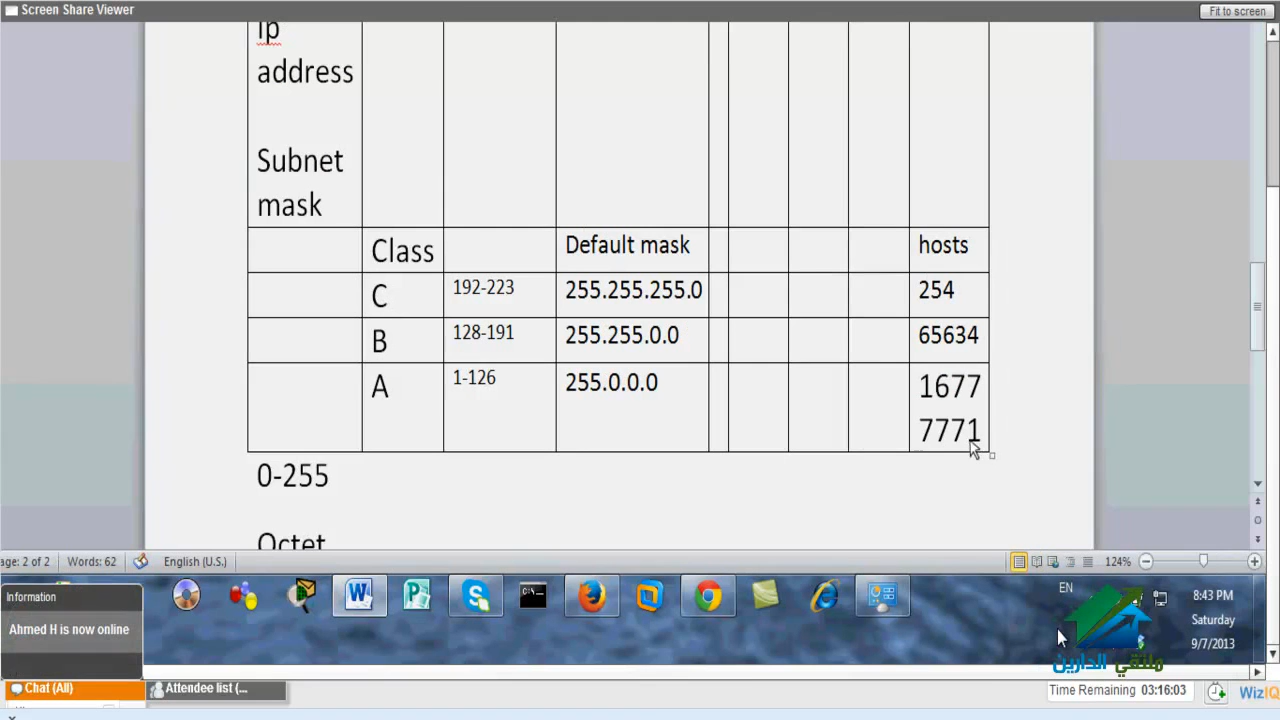 Screen Share Viewer
Fit to screen
Ip
address
Subnet
mask
Class
Default mask
hosts
C
192-223
255.255.255.0
254
B
128-191
255.255.0.0
65634
A
1-126
255.0.0.0
1677
7771
0-255
Octet
age: 2 of 2
Words: 62
English (U.S.)
124%
Information
Ahmed H is now online
EN
8:43 PM
Saturday
9/7/2013
ملتقي الدارين
Chat (All)
Attendee list (...
Time Remaining 03:16:03
WizIQ